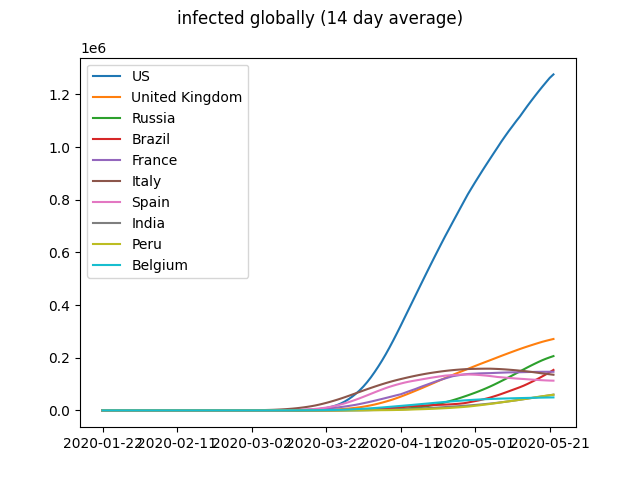 infected globally (14 day average)
1e6
US
United Kingdom
Russia
Brazil
France
Italy
Spain
India
Peru
Belgium
1.2
1.0
0.8
0.6
0.4
0.2
0.0
2020-01-22 2020-02-11 2020-03-02 2020-03-22 2020-04-11 2020-05-01 2020-05-21